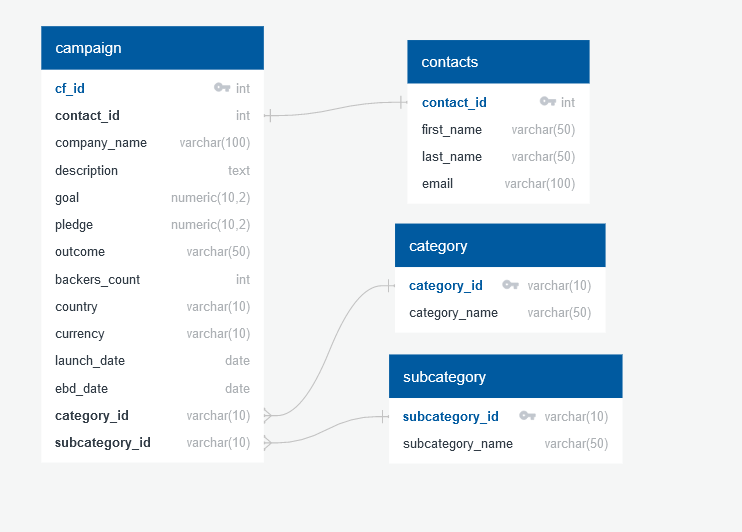 campaign
cf_id int
contact_id int
company_name varchar(100)
description text
goal numeric(10,2)
pledge numeric(10,2)
outcome varchar(50)
backers_count int
country varchar(10)
currency varchar(10)
launch_date date
ebd_date date
category_id varchar(10)
subcategory_id varchar(10)
contacts
contact_id int
first_name varchar(50)
last_name varchar(50)
email varchar(100)
category
category_id varchar(10)
category_name varchar(50)
subcategory
subcategory_id varchar(10)
subcategory_name varchar(50)